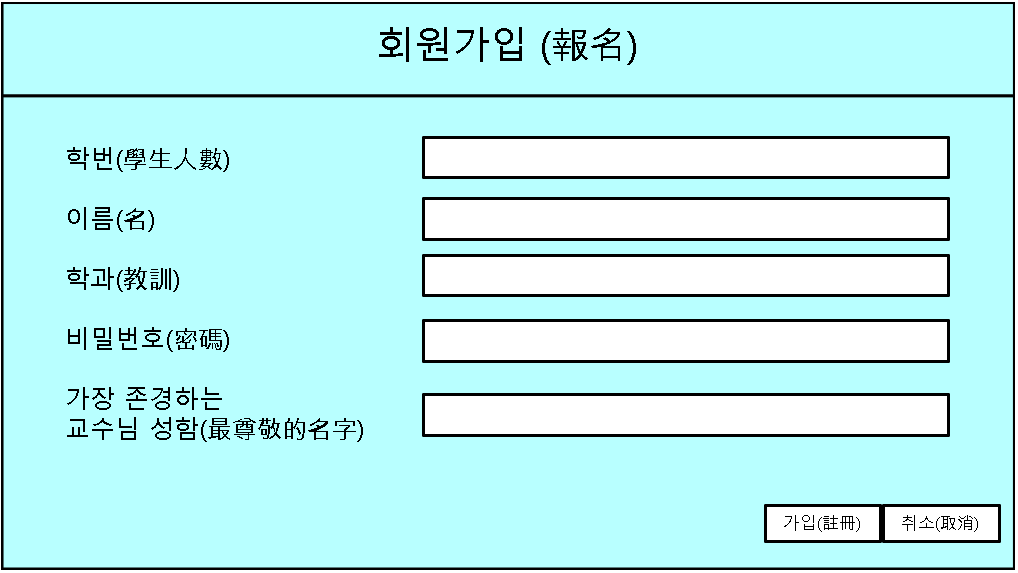 회원가입 (報名)
학번(學生人數)
이름(名)
학과(教訓)
비밀번호(密碼)
가장 존경하는
교수님 성함(最尊敬的名字)
가입(註冊)
취소(取消)